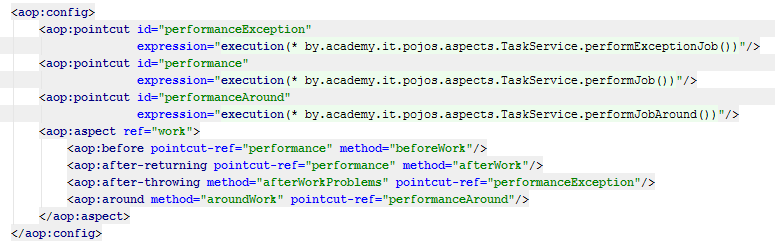 <aop:config>
<aop:pointcut id="performanceException"
expression="execution(* by.academy.it.pojos.aspects.TaskService.performExceptionJob())"/>
<aop:pointcut id="performance"
expression="execution(* by.academy.it.pojos.aspects.TaskService.performJob())"/>
<aop:pointcut id="performanceAround"
expression="execution(* by.academy.it.pojos.aspects.TaskService.performJobAround())"/>
<aop:aspect ref="work">
<aop:before pointcut-ref="performance" method="beforeWork"/>
<aop:after-returning pointcut-ref="performance" method="afterWork"/>
<aop:after-throwing method="afterWorkProblems" pointcut-ref="performanceException"/>
<aop:around method="aroundWork" pointcut-ref="performanceAround"/>
</aop:aspect>
</aop:config>